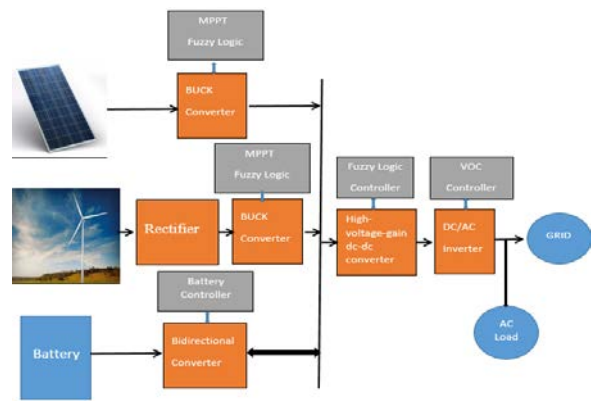 MPPT
Fuzzy Logic
BUCK
Converter
MPPT
Fuzzy Logic
Rectifier
BUCK
Converter
Fuzzy Logic
Controller
VOC
Controller
High-
voltage-gain
dc-dc
converter
DC/AC
inverter
GRID
Battery
Controller
Battery
Bidirectional
Converter
AC
Load